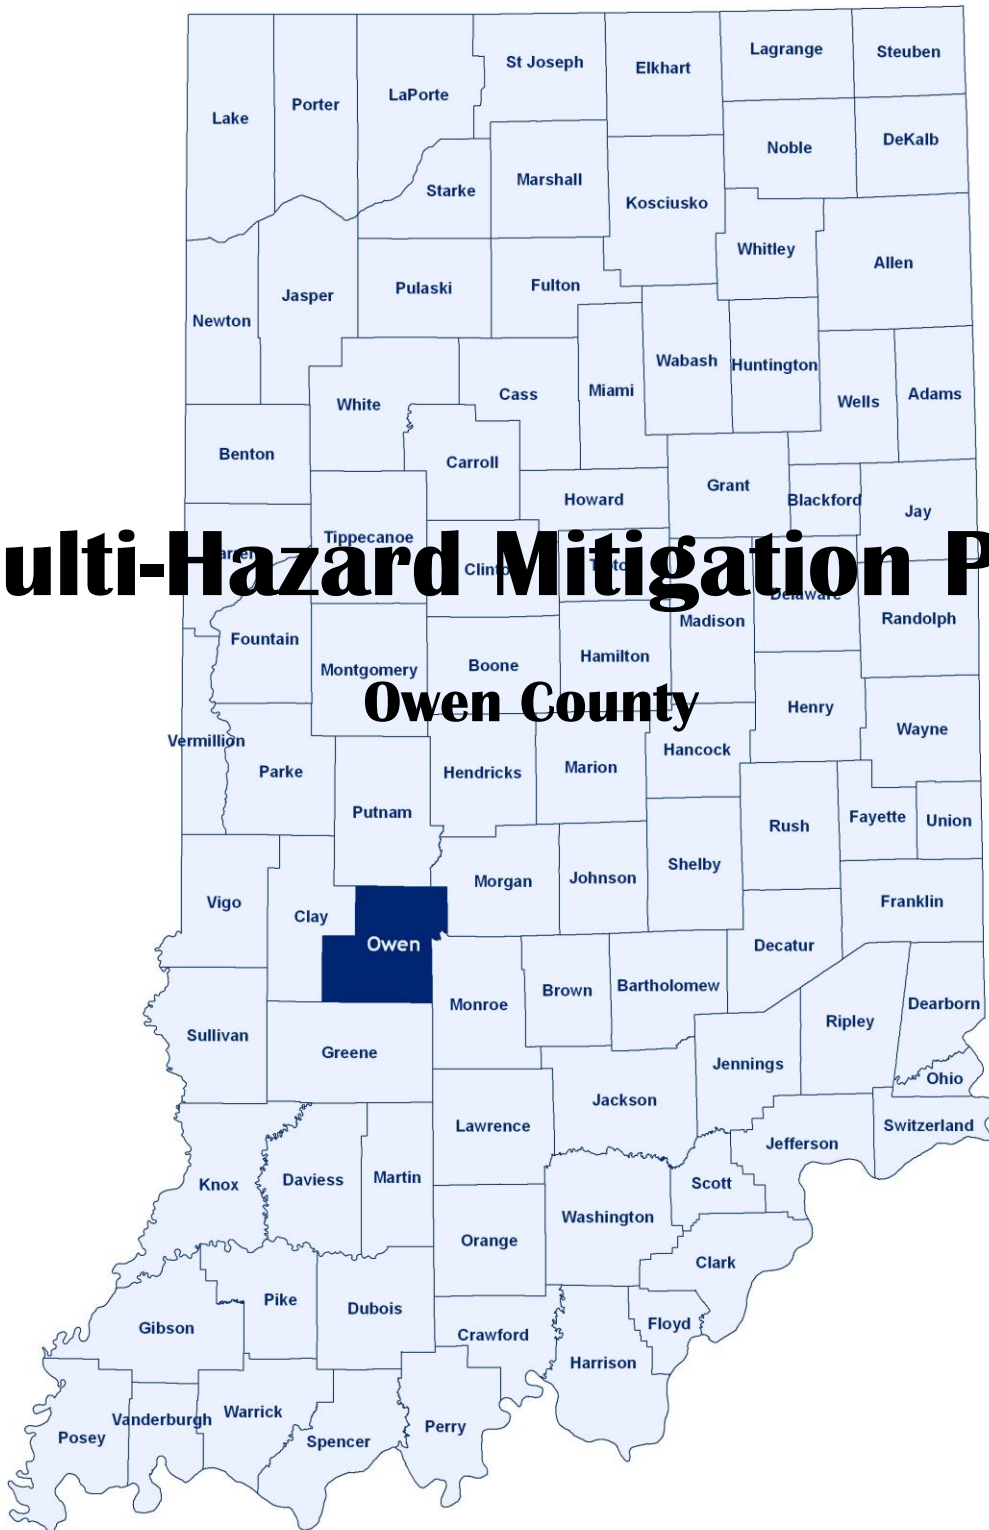 Lagrange
Steuben
St Joseph
Elkhart
LaPorte
Porter
Lake
Noble
DeKalb
Marshall
Starke
Kosciusko
Whitley
Allen
Fulton
Pulaski
Jasper
Newton
Wabash
Huntington
Miami
Cass
Adams
Wells
White
Benton
Carroll
Grant
Howard
Blackford
Jay
Tippecanoe
ulti-Hazard Mitigation P
Randolph
Madison
Fountain
Hamilton
Boone
Montgomery
Owen County
Henry
Wayne
Vermillion
Hancock
Marion
Hendricks
Parke
Putnam
Fayette
Union
Rush
Shelby
Johnson
Morgan
Vigo
Franklin
Clay
Owen
Decatur
Bartholomew
Brown
Monroe
Dearborn
Ripley
Sullivan
Greene
Jennings
Ohio
Jackson
Lawrence
Switzerland
Jefferson
Martin
Daviess
Knox
Scott
Washington
Orange
Clark
Pike
Dubois
Gibson
Floyd
Crawford
Harrison
Warrick
Vanderburgh
Perry
Posey
Spencer